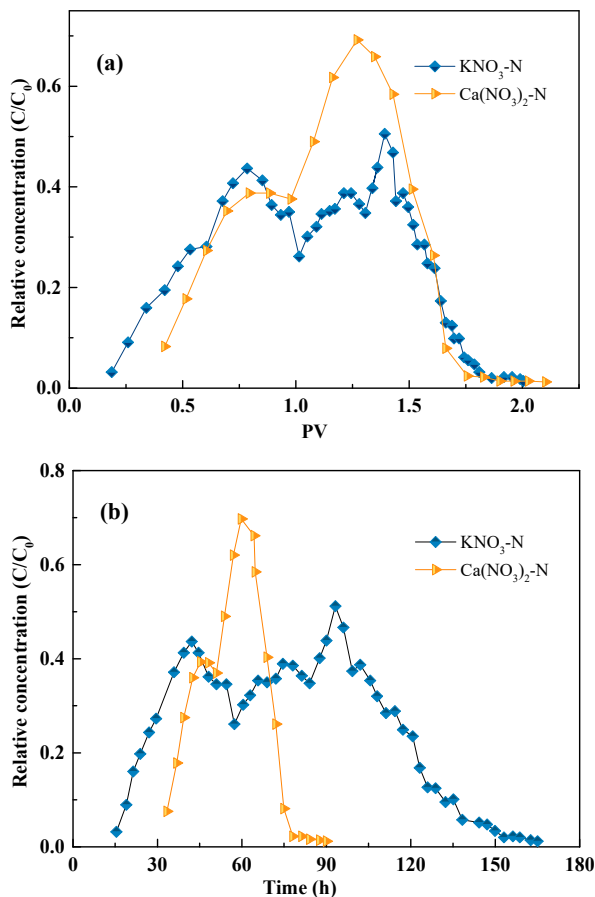 (a)
KNO₃-N
Ca(NO₃)₂-N
Relative concentration (C/C₀)
0.6
0.4
0.2
0.0
0.0 0.5 1.0 1.5 2.0
PV
(b)
KNO₃-N
Ca(NO₃)₂-N
Relative concentration (C/C₀)
0.8
0.6
0.4
0.2
0.0
0 30 60 90 120 150 180
Time (h)